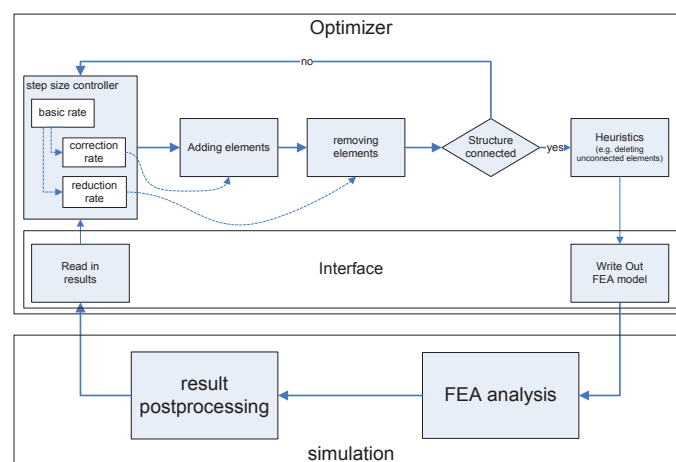 Optimizer
no
step size controller
basic rate
correction
rate
reduction
rate
Adding elements
removing
elements
Structure
connected
yes
Heuristics
(e.g. deleting
unconnected elements)
Read in
results
Interface
Write Out
FEA model
result
postprocessing
FEA analysis
simulation